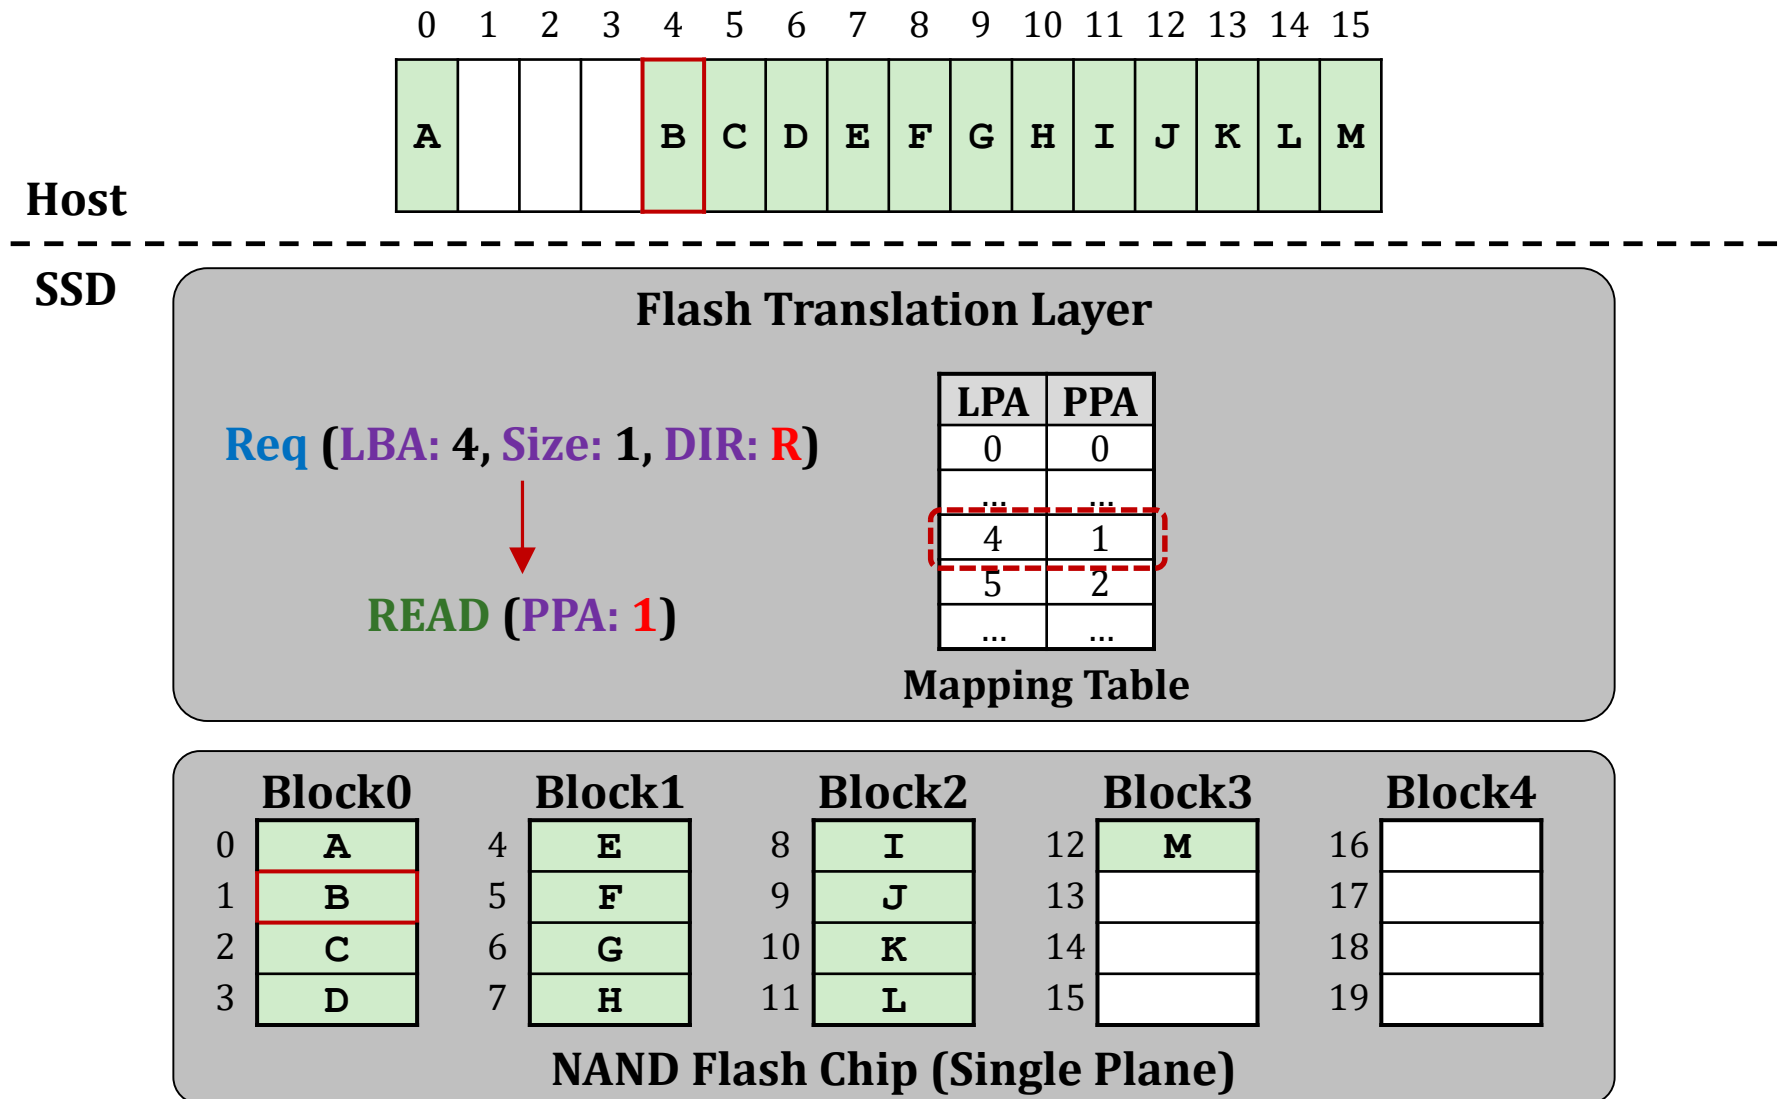 0 1 2 3 4 5 6 7 8 9 10 11 12 13 14 15
A B C D E F G H I J K L M
Host
SSD
Flash Translation Layer
Req (LBA: 4, Size: 1, DIR: R)
READ (PPA: 1)
LPA PPA
0 0
... ...
4 1
5 2
... ...
Mapping Table
Block0 Block1 Block2 Block3 Block4
0 A 4 E 8 I 12 M 16
1 B 5 F 9 J 13 17
2 C 6 G 10 K 14 18
3 D 7 H 11 L 15 19
NAND Flash Chip (Single Plane)